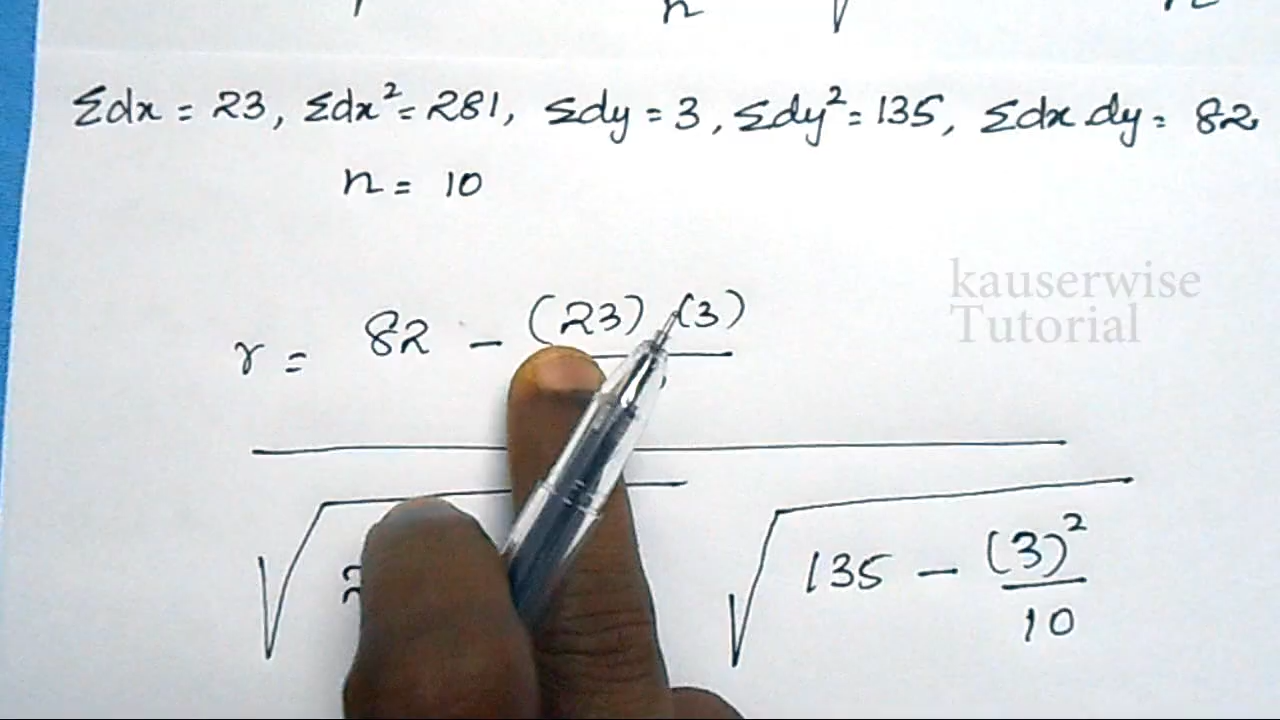 Σdx = 23, Σdx² = 281, Σdy = 3, Σdy² = 135, Σdx dy = 82
n = 10
kauserwise
Tutorial
r = 82 - (23) (3)
√ √ 135 - (3)²
10